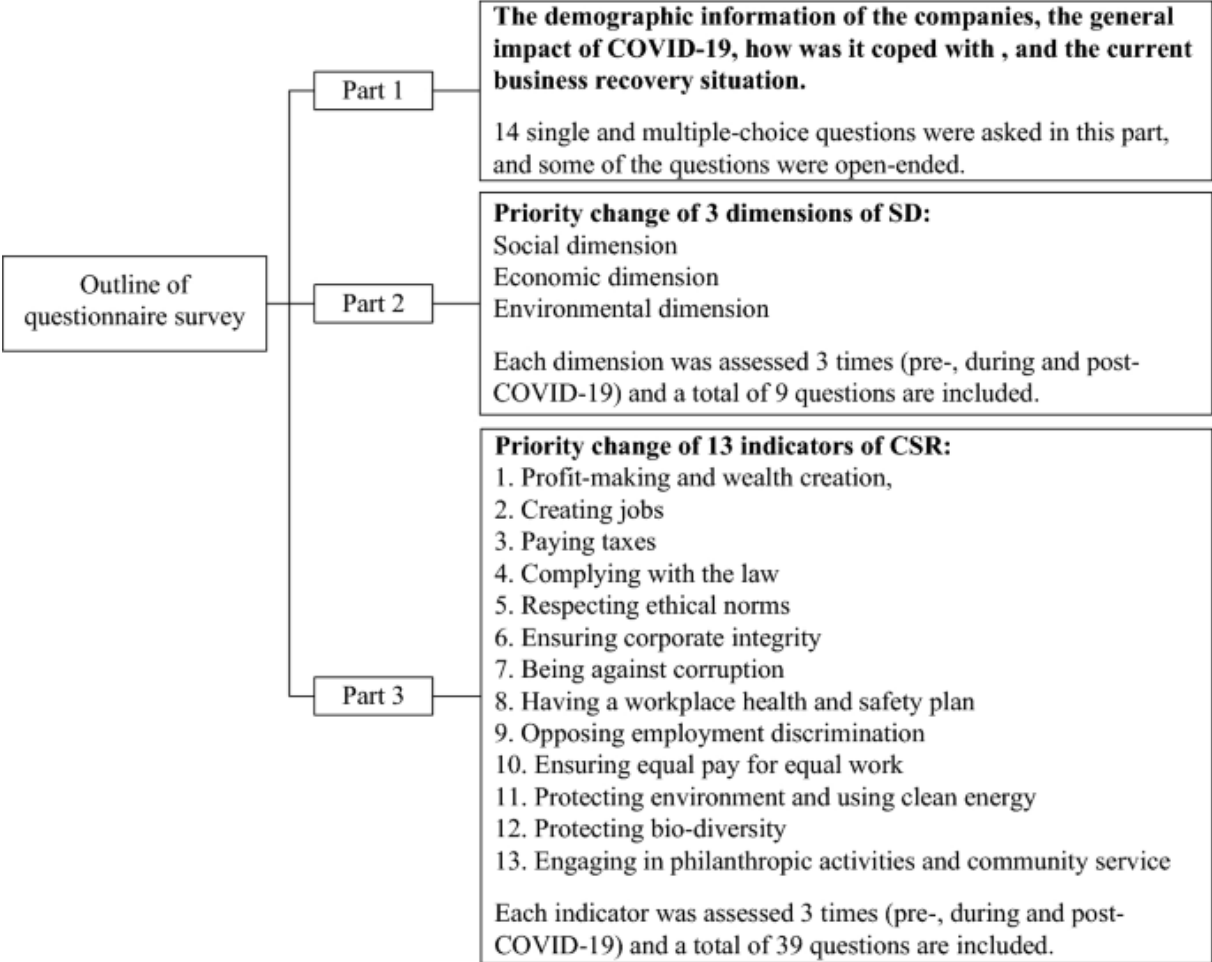 Outline of
questionnaire survey
Part 1
The demographic information of the companies, the general
impact of COVID-19, how was it coped with , and the current
business recovery situation.
14 single and multiple-choice questions were asked in this part,
and some of the questions were open-ended.
Part 2
Priority change of 3 dimensions of SD:
Social dimension
Economic dimension
Environmental dimension
Each dimension was assessed 3 times (pre-, during and post-
COVID-19) and a total of 9 questions are included.
Part 3
Priority change of 13 indicators of CSR:
1. Profit-making and wealth creation,
2. Creating jobs
3. Paying taxes
4. Complying with the law
5. Respecting ethical norms
6. Ensuring corporate integrity
7. Being against corruption
8. Having a workplace health and safety plan
9. Opposing employment discrimination
10. Ensuring equal pay for equal work
11. Protecting environment and using clean energy
12. Protecting bio-diversity
13. Engaging in philanthropic activities and community service
Each indicator was assessed 3 times (pre-, during and post-
COVID-19) and a total of 39 questions are included.